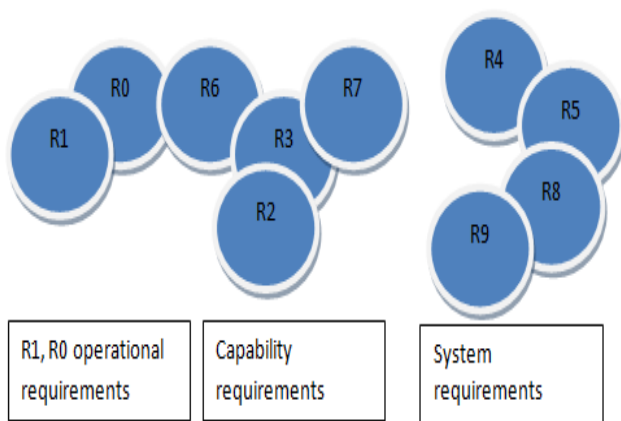 R0
R6
R7
R4
R1
R3
R5
R2
R8
R9
R1, R0 operational
requirements
Capability
requirements
System
requirements